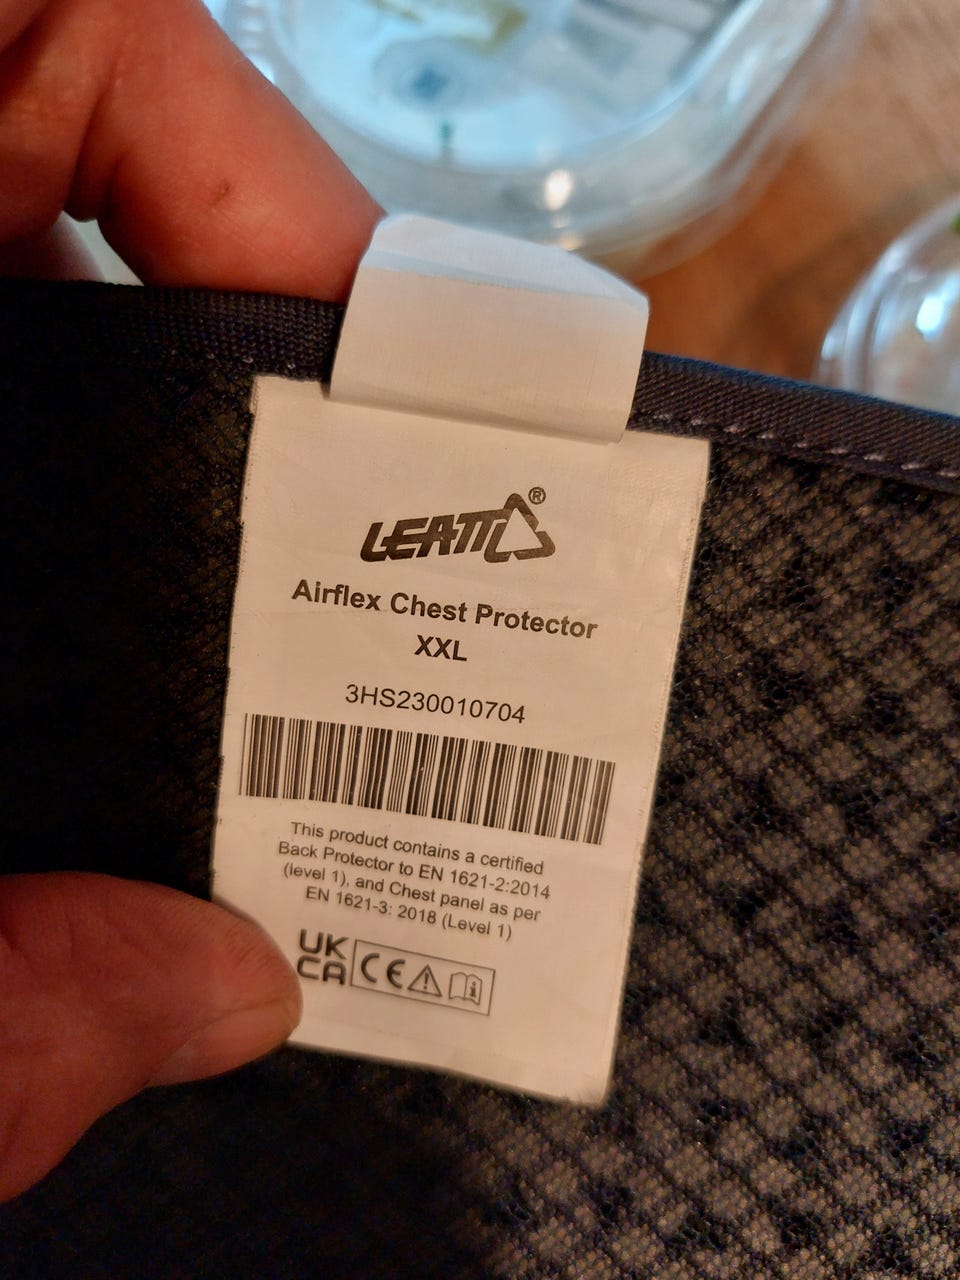 LEATT®
Airflex Chest Protector
XXL
3HS230010704
This product contains a certified
Back Protector to EN 1621-2:2014
(level 1), and Chest panel as per
EN 1621-3: 2018 (Level 1)
UK
CA CE